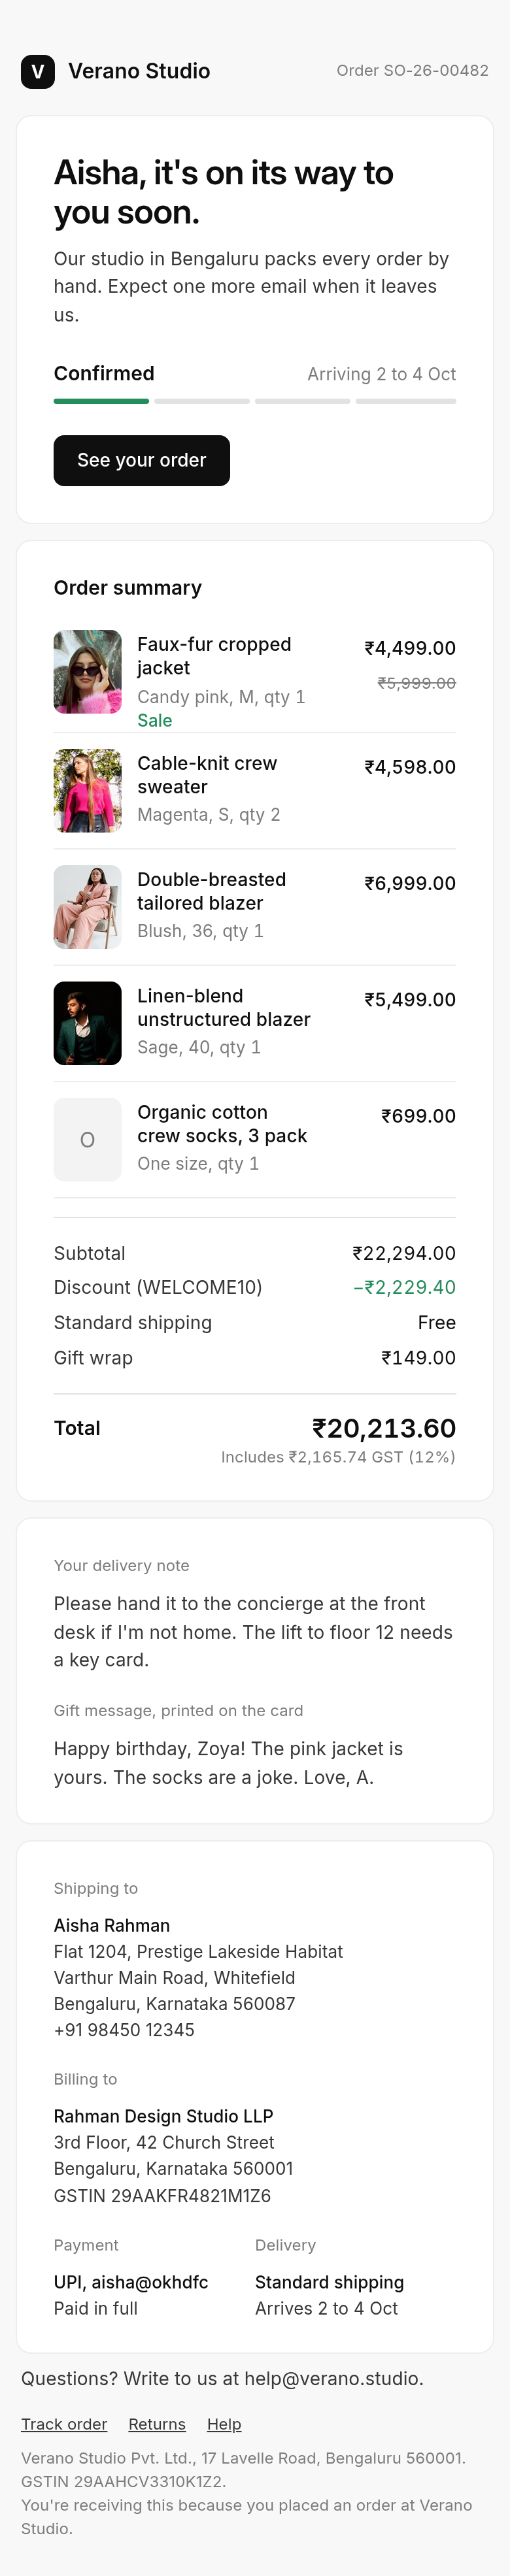 V Verano Studio Order SO-26-00482
Aisha, it's on its way to
you soon.
Our studio in Bengaluru packs every order by
hand. Expect one more email when it leaves
us.
Confirmed Arriving 2 to 4 Oct
See your order
Order summary
Faux-fur cropped
jacket
₹4,499.00
₹5,999.00
Candy pink, M, qty 1
Sale
Cable-knit crew
sweater
₹4,598.00
Magenta, S, qty 2
Double-breasted
tailored blazer
₹6,999.00
Blush, 36, qty 1
Linen-blend
unstructured blazer
₹5,499.00
Sage, 40, qty 1
O
Organic cotton
crew socks, 3 pack
₹699.00
One size, qty 1
Subtotal ₹22,294.00
Discount (WELCOME10) −₹2,229.40
Standard shipping Free
Gift wrap ₹149.00
Total ₹20,213.60
Includes ₹2,165.74 GST (12%)
Your delivery note
Please hand it to the concierge at the front
desk if I'm not home. The lift to floor 12 needs
a key card.
Gift message, printed on the card
Happy birthday, Zoya! The pink jacket is
yours. The socks are a joke. Love, A.
Shipping to
Aisha Rahman
Flat 1204, Prestige Lakeside Habitat
Varthur Main Road, Whitefield
Bengaluru, Karnataka 560087
+91 98450 12345
Billing to
Rahman Design Studio LLP
3rd Floor, 42 Church Street
Bengaluru, Karnataka 560001
GSTIN 29AAKFR4821M1Z6
Payment
UPI, aisha@okhdfc
Paid in full
Delivery
Standard shipping
Arrives 2 to 4 Oct
Questions? Write to us at help@verano.studio.
Track order Returns Help
Verano Studio Pvt. Ltd., 17 Lavelle Road, Bengaluru 560001.
GSTIN 29AAHCV3310K1Z2.
You're receiving this because you placed an order at Verano
Studio.